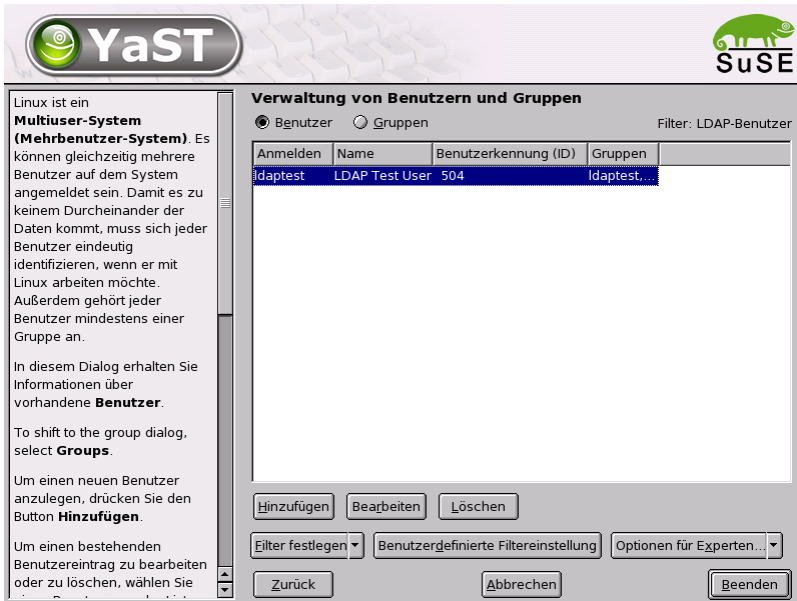 YaST
SuSE
Linux ist ein
Multiuser-System
(Mehrbenutzer-System). Es
können gleichzeitig mehrere
Benutzer auf dem System
angemeldet sein. Damit es zu
keinem Durcheinander der
Daten kommt, muss sich jeder
Benutzer eindeutig
identifizieren, wenn er mit
Linux arbeiten möchte.
Außerdem gehört jeder
Benutzer mindestens einer
Gruppe an.
In diesem Dialog erhalten Sie
Informationen über
vorhandene Benutzer.
To shift to the group dialog,
select Groups.
Um einen neuen Benutzer
anzulegen, drücken Sie den
Button Hinzufügen.
Um einen bestehenden
Benutzereintrag zu bearbeiten
oder zu löschen, wählen Sie
Verwaltung von Benutzern und Gruppen
Benutzer Gruppen Filter: LDAP-Benutzer
Anmelden Name Benutzerkennung (ID) Gruppen
ldaptest LDAP Test User 504 ldaptest,...
Hinzufügen Bearbeiten Löschen
Filter festlegen Benutzerdefinierte Filtereinstellung Optionen für Experten...
Zurück Abbrechen Beenden